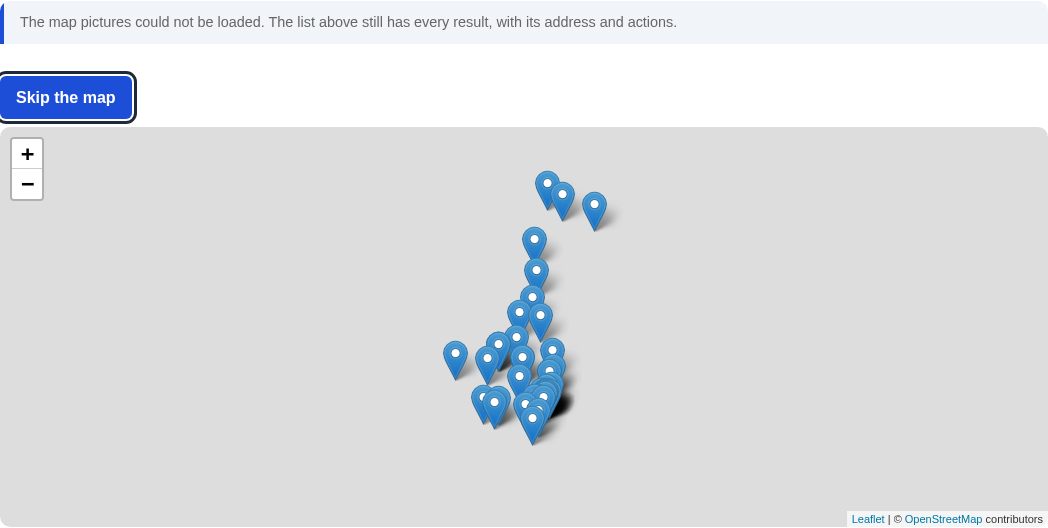 The map pictures could not be loaded. The list above still has every result, with its address and actions.
Skip the map
+
−
Leaflet | © OpenStreetMap contributors